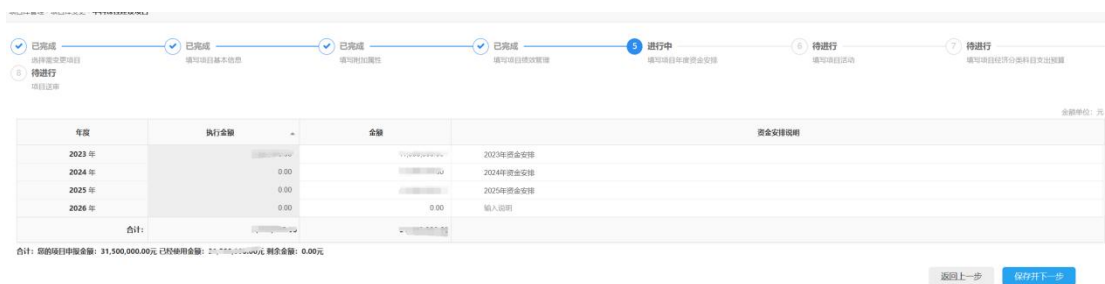 已完成 已完成 已完成 已完成 5 进行中 6 待进行 7 待进行
选择需变更项目 填写项目基本信息 填写附加属性 填写项目绩效管理 填写项目年度资金安排 填写项目活动 填写项目经济分类科目支出预算
8 待进行
项目送审
金额单位：元
年度 执行金额 金额 资金安排说明
2023 年 2023年资金安排
2024 年 0.00 2024年资金安排
2025 年 0.00 2025年资金安排
2026 年 0.00 0.00 输入说明
合计:
合计：您的项目申报金额：31,500,000.00元 已经使用金额： 元 剩余金额：0.00元
返回上一步 保存并下一步